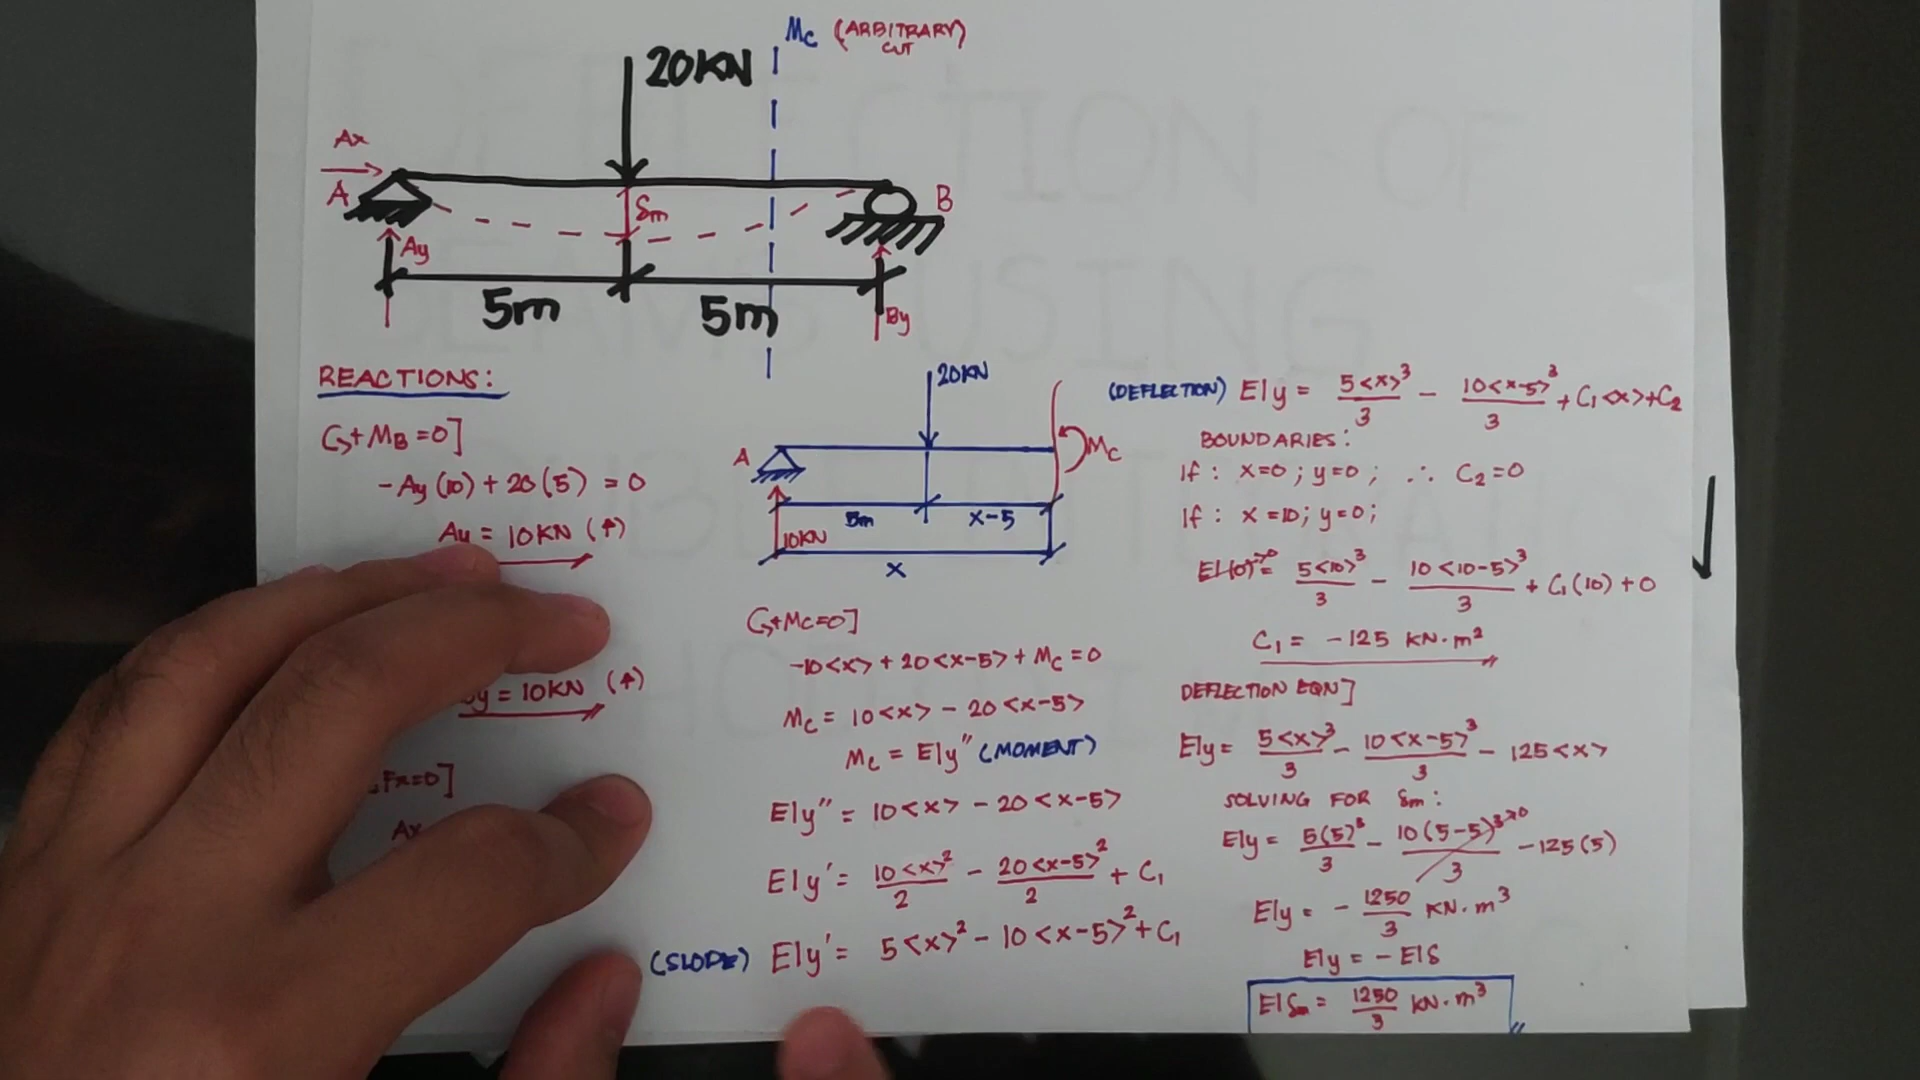 Mc (ARBITRARY)
CUT
20KN
Ax
A
δm
B
Ay
5m
5m
By
REACTIONS:
↺+MB=0]
-Ay(10)+20(5)=0
Ay=10KN(↑)
y=10KN(↑)
Fx=0]
Ax
20KN
A
Mc
5m
x-5
10KN
x
↺+Mc=0]
-10<x>+20<x-5>+Mc=0
Mc=10<x>-20<x-5>
Mc=EIy″(MOMENT)
EIy″=10<x>-20<x-5>
EIy′=10<x>²/2-20<x-5>²/2+C₁
(SLOPE) EIy′=5<x>²-10<x-5>²+C₁
(DEFLECTION) EIy=5<x>³/3-10<x-5>³/3+C₁<x>+C₂
BOUNDARIES:
If: x=0; y=0; ∴ C₂=0
If: x=10; y=0;
EI(0)→0=5<10>³/3-10<10-5>³/3+C₁(10)+0
C₁=-125 KN·m²
DEFLECTION EQN]
EIy=5<x>³/3-10<x-5>³/3-125<x>
SOLVING FOR δm:
EIy=5(5)³/3-10(5-5)³→0/3-125(5)
EIy=-1250/3 KN·m³
EIy=-EIδ
EIδm=1250/3 KN·m³